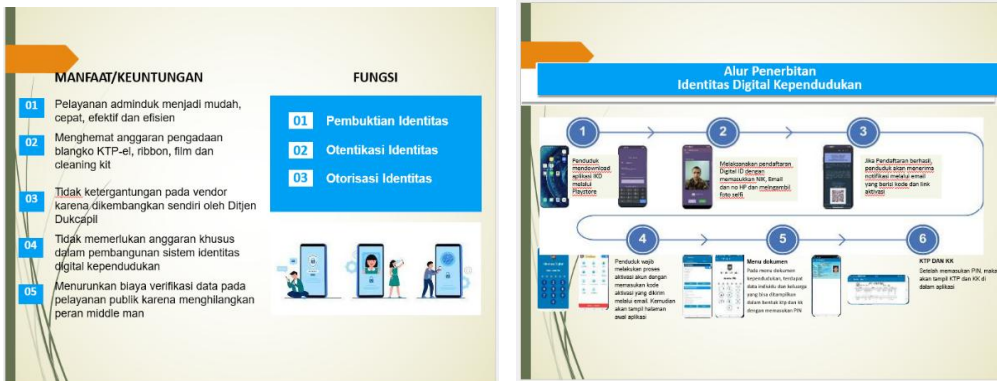 MANFAAT/KEUNTUNGAN
01 Pelayanan adminduk menjadi mudah,
cepat, efektif dan efisien
02 Menghemat anggaran pengadaan
blangko KTP-el, ribbon, film dan
cleaning kit
03 Tidak ketergantungan pada vendor
karena dikembangkan sendiri oleh Ditjen
Dukcapil
04 Tidak memerlukan anggaran khusus
dalam pembangunan sistem identitas
digital kependudukan
05 Menurunkan biaya verifikasi data pada
pelayanan publik karena menghilangkan
peran middle man
FUNGSI
01 Pembuktian Identitas
02 Otentikasi Identitas
03 Otorisasi Identitas
Alur Penerbitan
Identitas Digital Kependudukan
1
Penduduk
mendownload
aplikasi IKD
melalui
Playstore
2
Melaksanakan pendaftaran
Digital ID dengan
memasukkan NIK, Email
dan no HP dan mengambil
foto selfi
3
Jika Pendaftaran berhasil,
penduduk akan menerima
notifikasi melalui email
yang berisi kode dan link
aktivasi
4
Penduduk wajib
melakukan proses
aktivasi akun dengan
memasukan kode
aktivasi yang dikirim
melalui email. Kemudian
akan tampil halaman
awal aplikasi
5
Menu dokumen
Pada menu dokumen
kependudukan, terdapat
data individu dan keluarga
yang bisa ditampilkan
dalam bentuk ktp dan kk
dengan memasukan PIN
6
KTP DAN KK
Setelah memasukan PIN, maka
akan tampil KTP dan KK di
dalam aplikasi